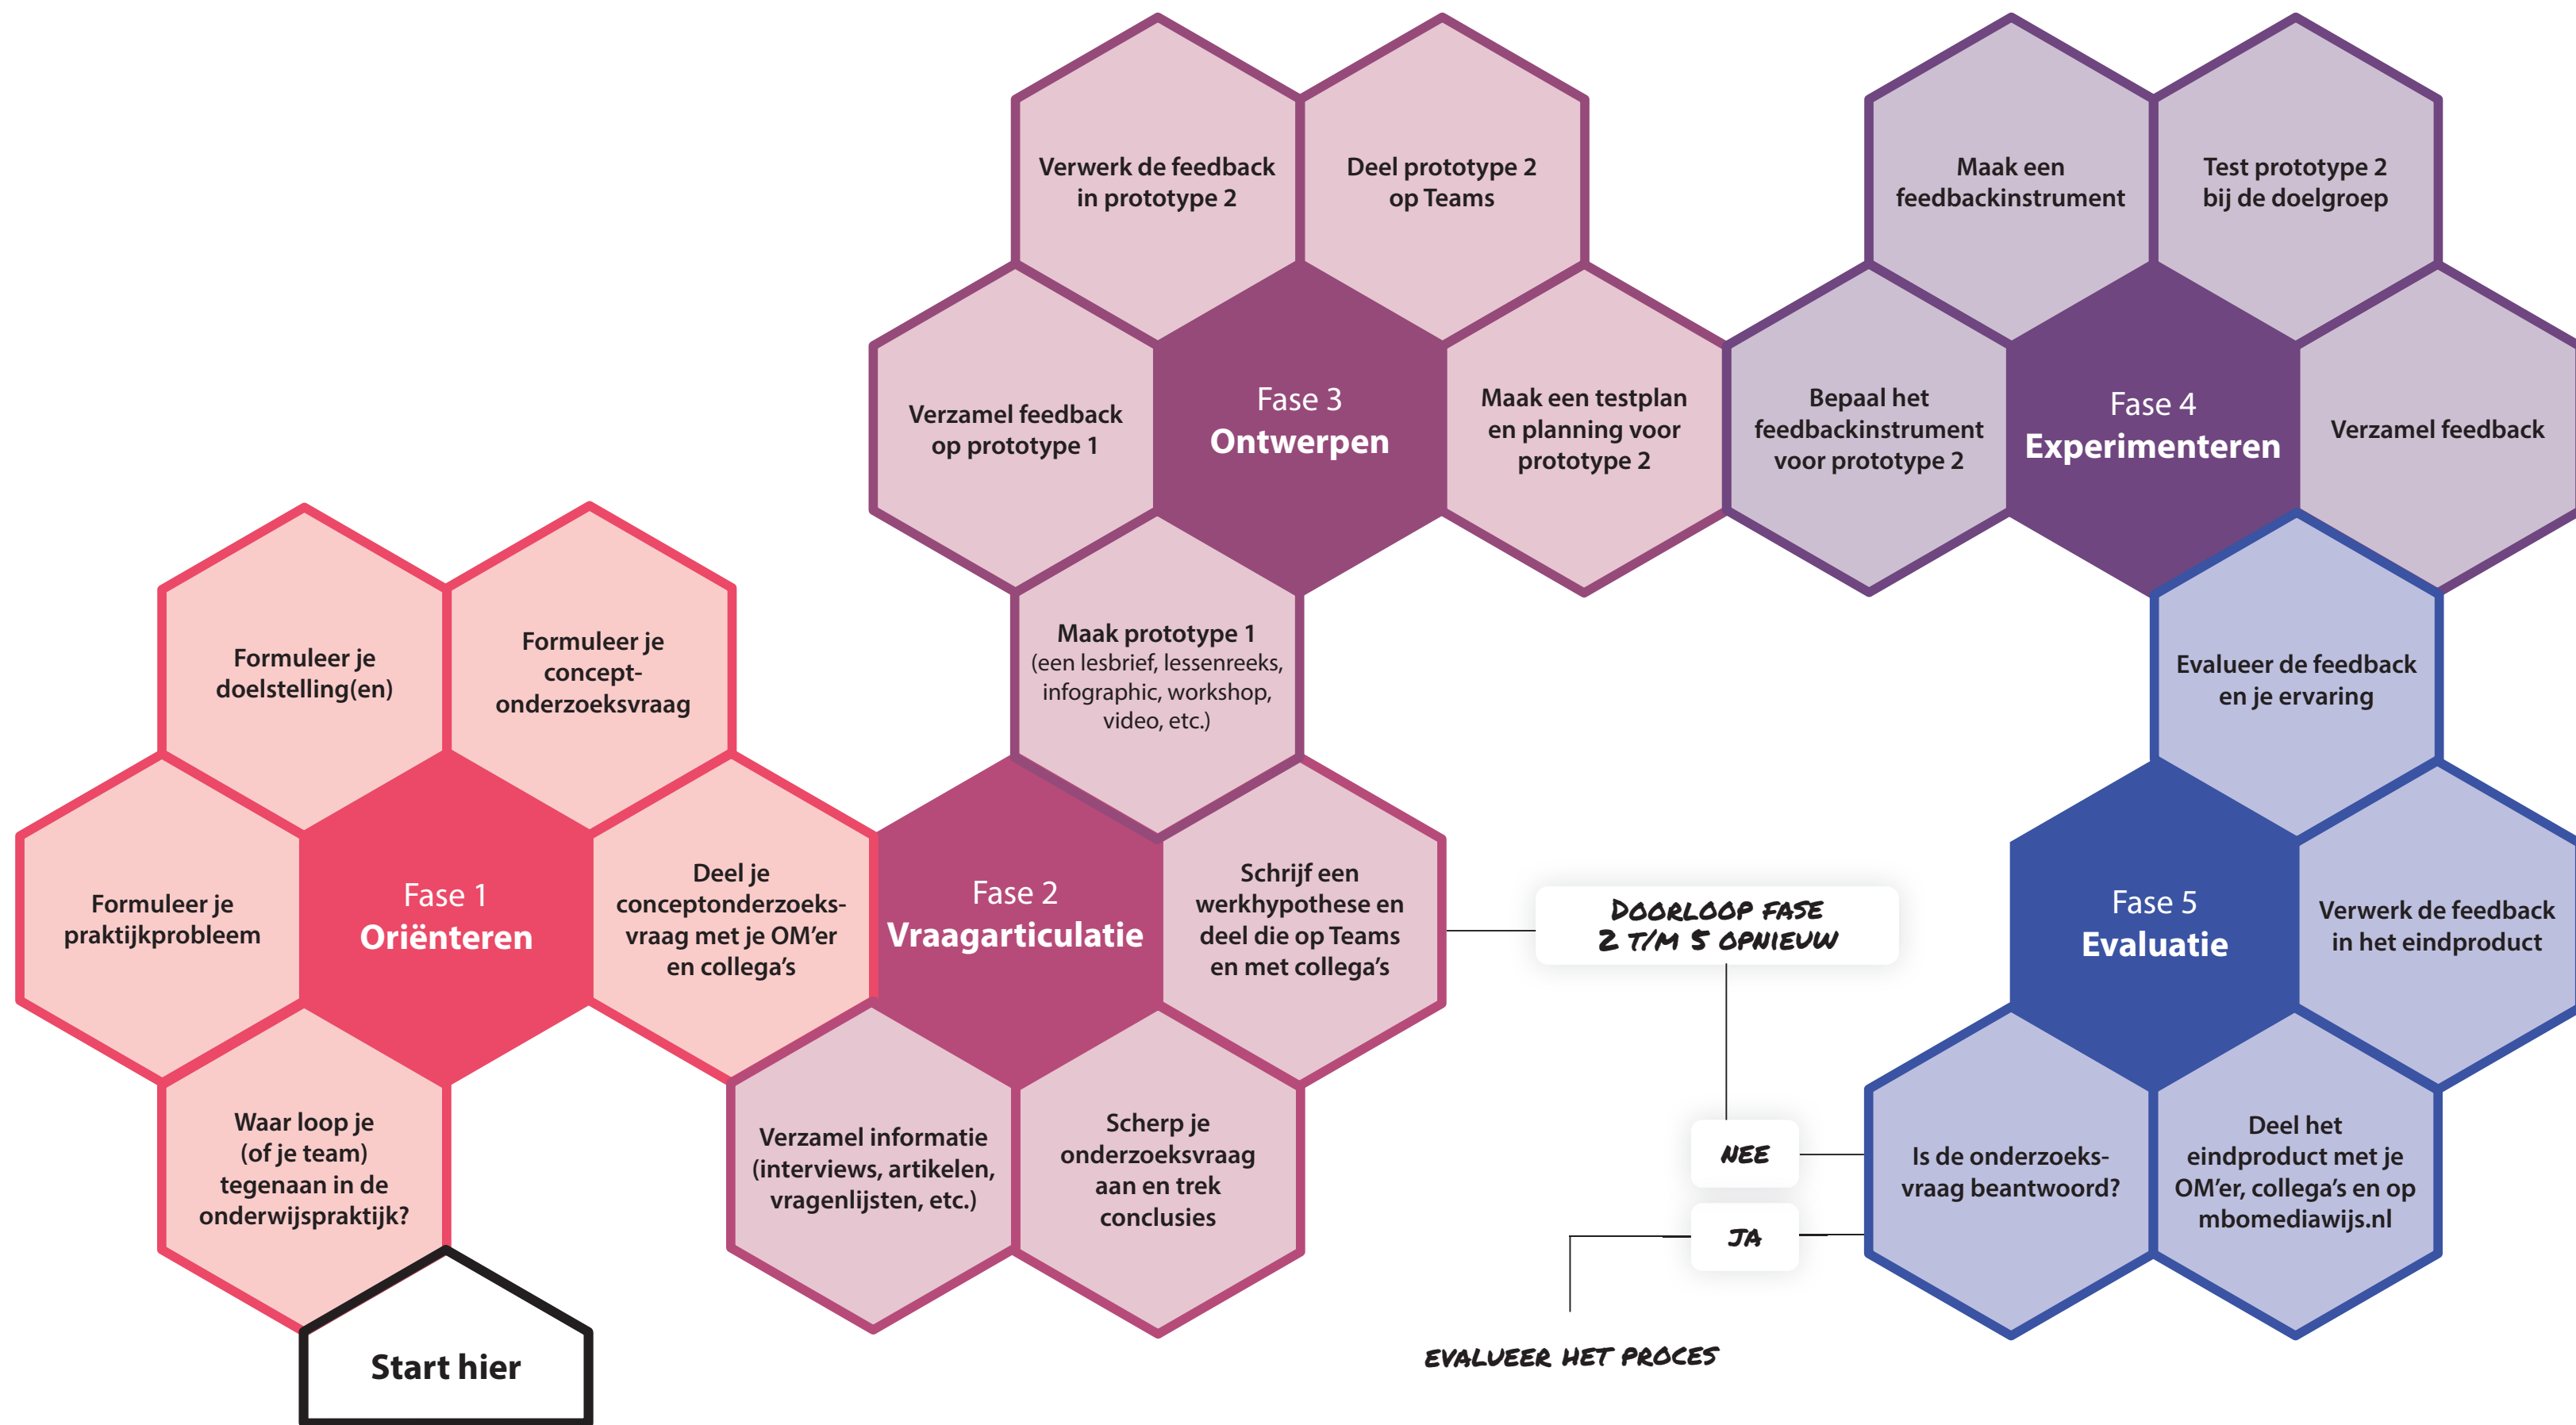 Start hier
Waar loop je
(of je team)
tegenaan in de
onderwijspraktijk?
Formuleer je
praktijkprobleem
Formuleer je
doelstelling(en)
Formuleer je
concept-
onderzoeksvraag
Deel je
conceptonderzoeks-
vraag met je OM’er
en collega’s
Fase 1
Oriënteren
Verzamel informatie
(interviews, artikelen,
vragenlijsten, etc.)
Scherp je
onderzoeksvraag
aan en trek
conclusies
Schrijf een
werkhypothese en
deel die op Teams
en met collega’s
Fase 2
Vraagarticulatie
Maak prototype 1
(een lesbrief, lessenreeks,
infographic, workshop,
video, etc.)
Verzamel feedback
op prototype 1
Verwerk de feedback
in prototype 2
Deel prototype 2
op Teams
Maak een testplan
en planning voor
prototype 2
Fase 3
Ontwerpen
Bepaal het
feedbackinstrument
voor prototype 2
Maak een
feedbackinstrument
Test prototype 2
bij de doelgroep
Verzamel feedback
Fase 4
Experimenteren
Evalueer de feedback
en je ervaring
Verwerk de feedback
in het eindproduct
Deel het
eindproduct met je
OM’er, collega’s en op
mbomediawijs.nl
Is de onderzoeks-
vraag beantwoord?
Fase 5
Evaluatie
NEE
DOORLOOP FASE
2 T/M 5 OPNIEUW
JA
EVALUEER HET PROCES